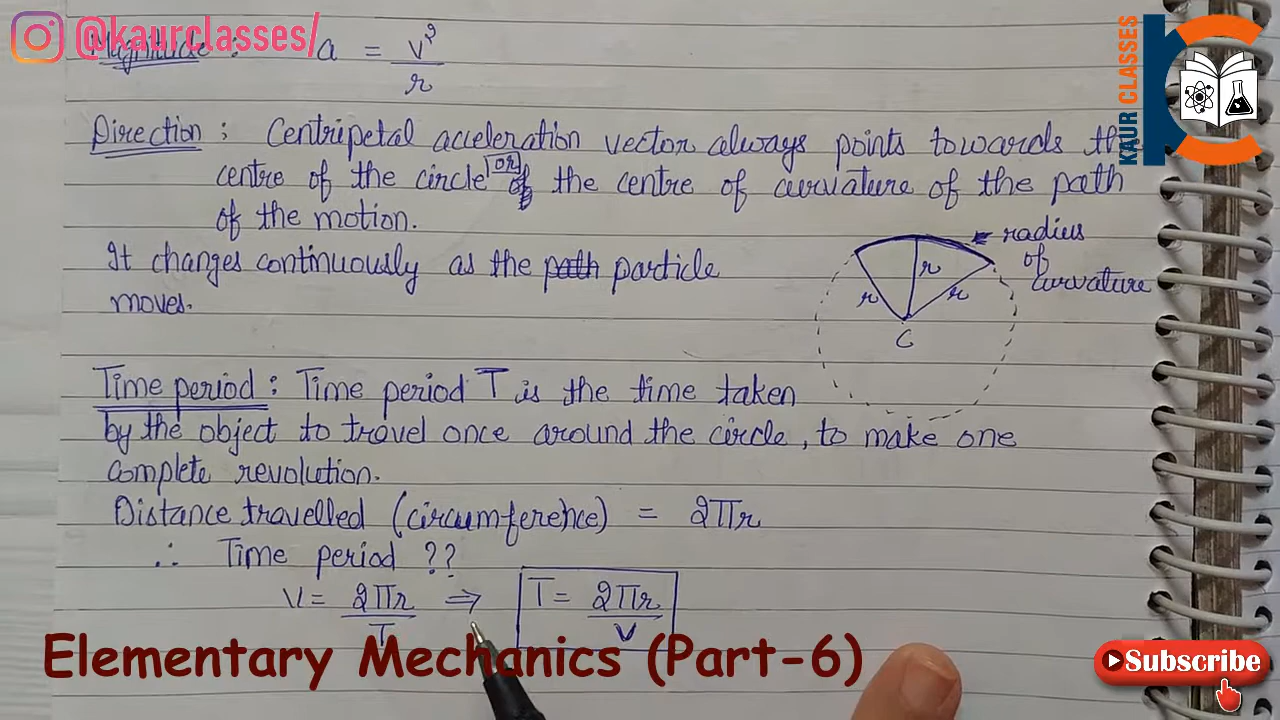 @kaurclasses/
Magnitude : a = v²/r
KAUR CLASSES
Direction : Centripetal acceleration vector always points towards the
centre of the circle or the centre of curvature of the path
of the motion.
It changes continuously as the particle
moves.
radius
of
curvature
r r r
C
Time period : Time period T is the time taken
by the object to travel once around the circle, to make one
complete revolution.
Distance travelled (circumference) = 2πr
∴ Time period ??
v = 2πr/T ⇒ T = 2πr/v
Elementary Mechanics (Part-6)
Subscribe